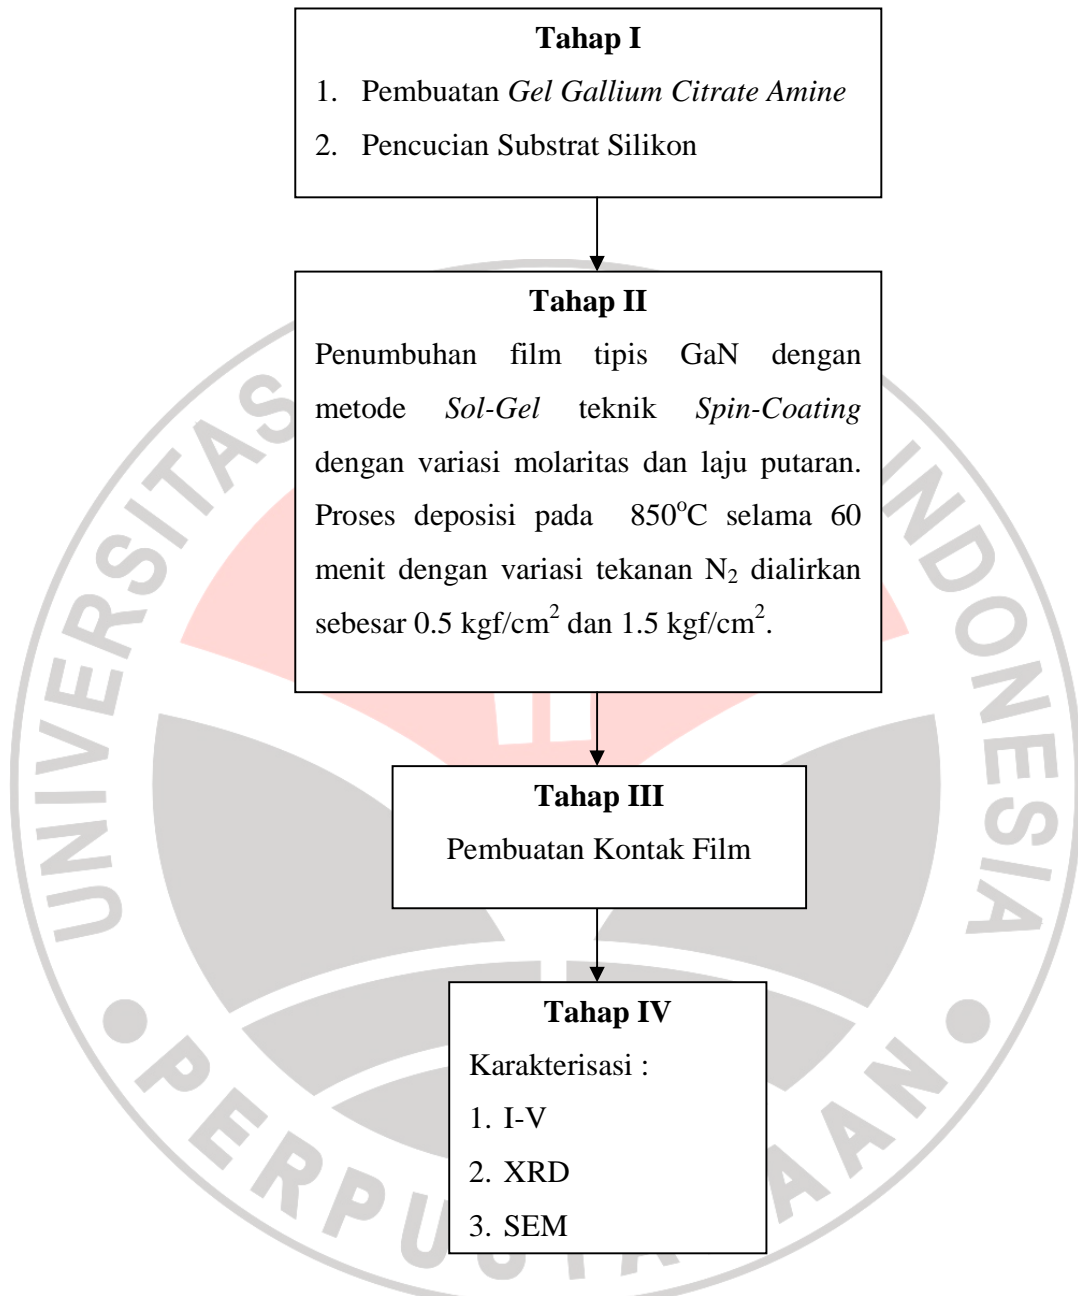 Tahap I
1. Pembuatan Gel Gallium Citrate Amine
2. Pencucian Substrat Silikon
Tahap II
Penumbuhan film tipis GaN dengan
metode Sol-Gel teknik Spin-Coating
dengan variasi molaritas dan laju putaran.
Proses deposisi pada 850°C selama 60
menit dengan variasi tekanan N₂ dialirkan
sebesar 0.5 kgf/cm² dan 1.5 kgf/cm².
Tahap III
Pembuatan Kontak Film
Tahap IV
Karakterisasi :
1. I-V
2. XRD
3. SEM
UNIVERSITAS
INDONESIA